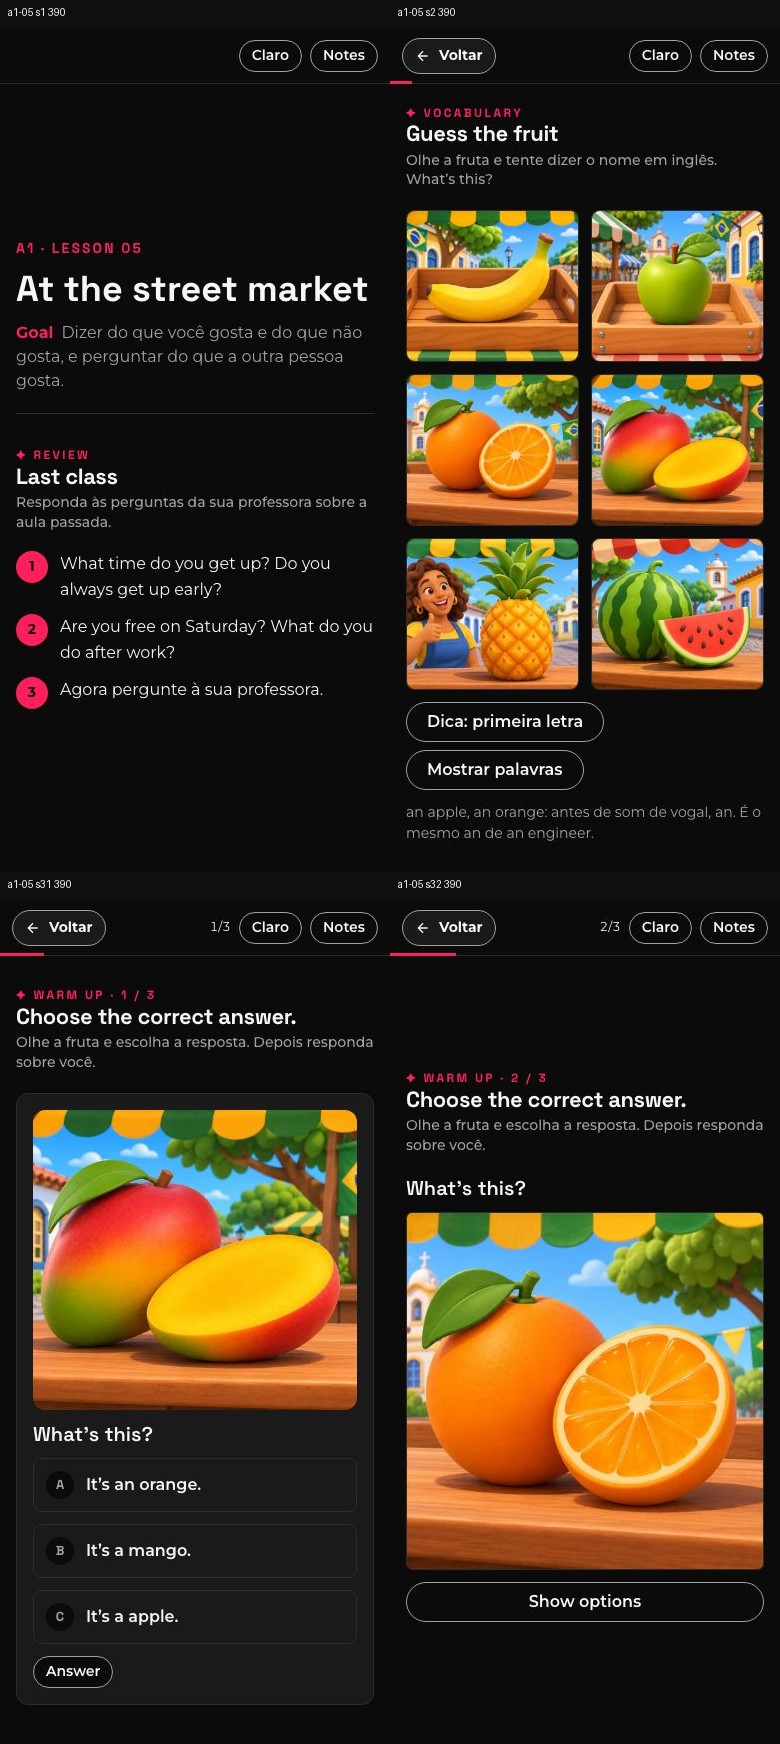 a1-05 s1 390
Claro
Notes
A1 · LESSON 05
At the street market
Goal Dizer do que você gosta e do que não
gosta, e perguntar do que a outra pessoa
gosta.
REVIEW
Last class
Responda às perguntas da sua professora sobre a
aula passada.
1 What time do you get up? Do you
always get up early?
2 Are you free on Saturday? What do you
do after work?
3 Agora pergunte à sua professora.
a1-05 s2 390
← Voltar
Claro
Notes
VOCABULARY
Guess the fruit
Olhe a fruta e tente dizer o nome em inglês.
What's this?
Dica: primeira letra
Mostrar palavras
an apple, an orange: antes de som de vogal, an. É o
mesmo an de an engineer.
a1-05 s31 390
← Voltar
1/3
Claro
Notes
WARM UP · 1 / 3
Choose the correct answer.
Olhe a fruta e escolha a resposta. Depois responda
sobre você.
What's this?
A It's an orange.
B It's a mango.
C It's a apple.
Answer
a1-05 s32 390
← Voltar
2/3
Claro
Notes
WARM UP · 2 / 3
Choose the correct answer.
Olhe a fruta e escolha a resposta. Depois responda
sobre você.
What's this?
Show options